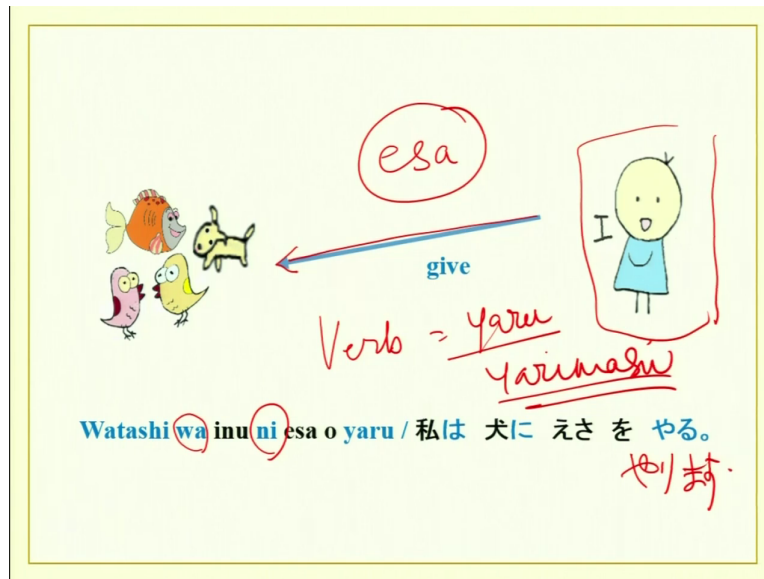 esa
I
give
Verb = yaru
yarimasu
Watashi wa inu ni esa o yaru / 私は 犬に えさ を やる。
やります.